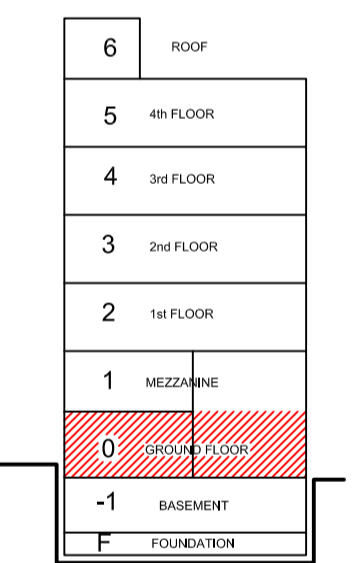 6 ROOF
5 4th FLOOR
4 3rd FLOOR
3 2nd FLOOR
2 1st FLOOR
1 MEZZANINE
0 GROUND FLOOR
-1 BASEMENT
F FOUNDATION